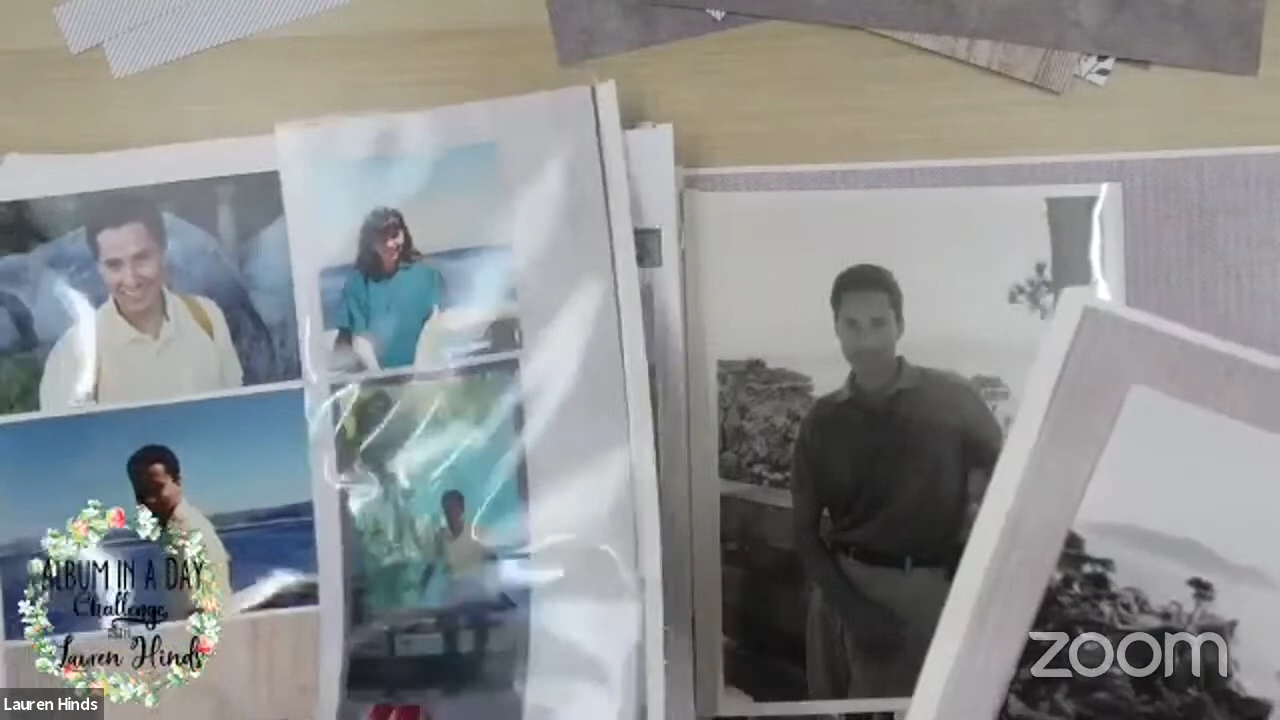 ALBUM IN A DAY
Challenge
WITH
Lauren Hinds
zoom
Lauren Hinds